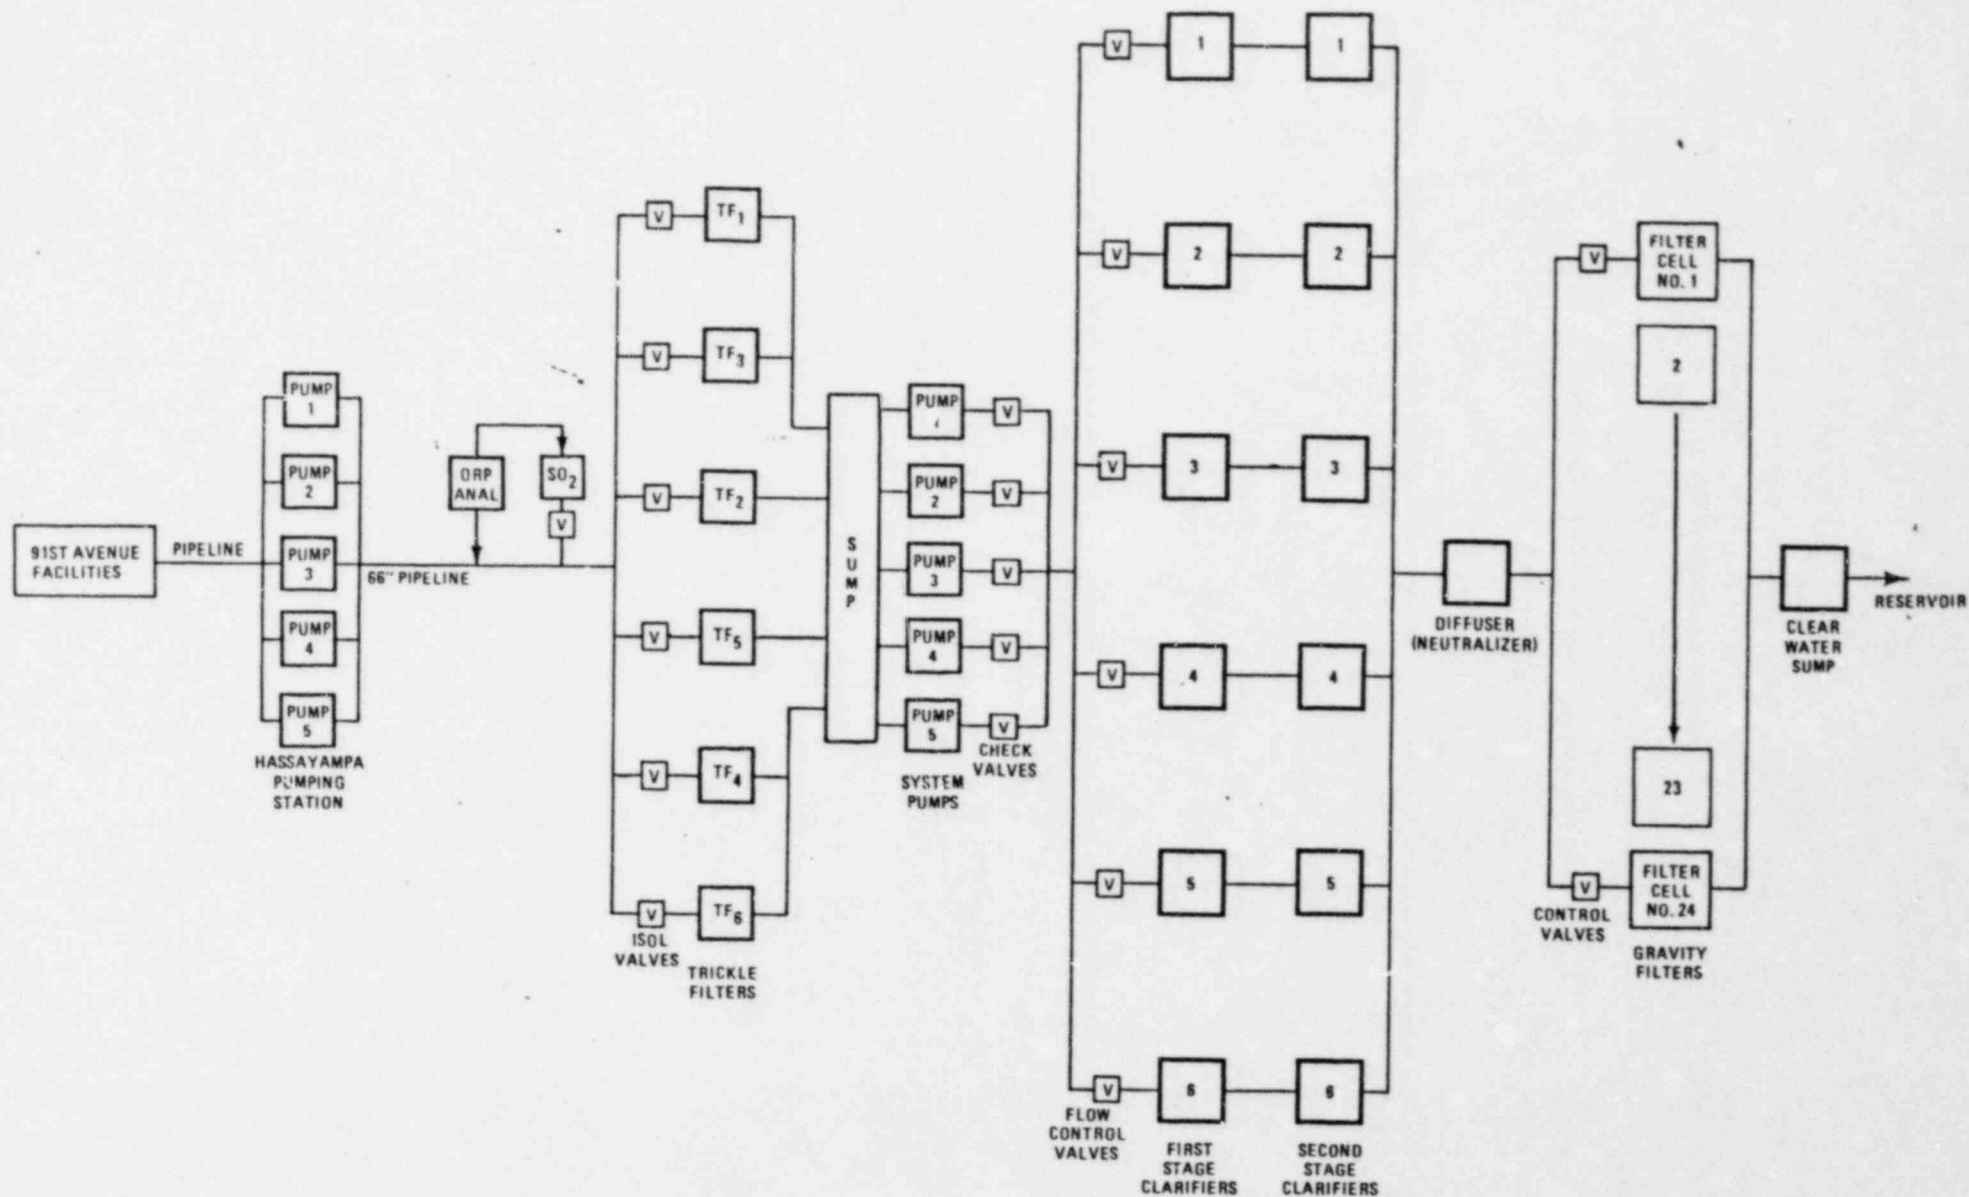 91ST AVENUE
FACILITIES
PIPELINE
PUMP
1
PUMP
2
PUMP
3
PUMP
4
PUMP
5
HASSAYAMPA
PUMPING
STATION
66" PIPELINE
ORP
ANAL
SO2
V
V
TF1
V
TF3
V
TF2
V
TF5
V
TF4
V
TF6
ISOL
VALVES
TRICKLE
FILTERS
SUMP
PUMP
V
PUMP
2
V
PUMP
3
V
PUMP
4
V
PUMP
5
V
CHECK
VALVES
SYSTEM
PUMPS
V
1
1
V
2
2
V
3
3
V
4
4
V
5
5
V
6
6
FLOW
CONTROL
VALVES
FIRST
STAGE
CLARIFIERS
SECOND
STAGE
CLARIFIERS
DIFFUSER
(NEUTRALIZER)
V
FILTER
CELL
NO. 1
2
23
V
FILTER
CELL
NO. 24
CONTROL
VALVES
GRAVITY
FILTERS
CLEAR
WATER
SUMP
RESERVOIR